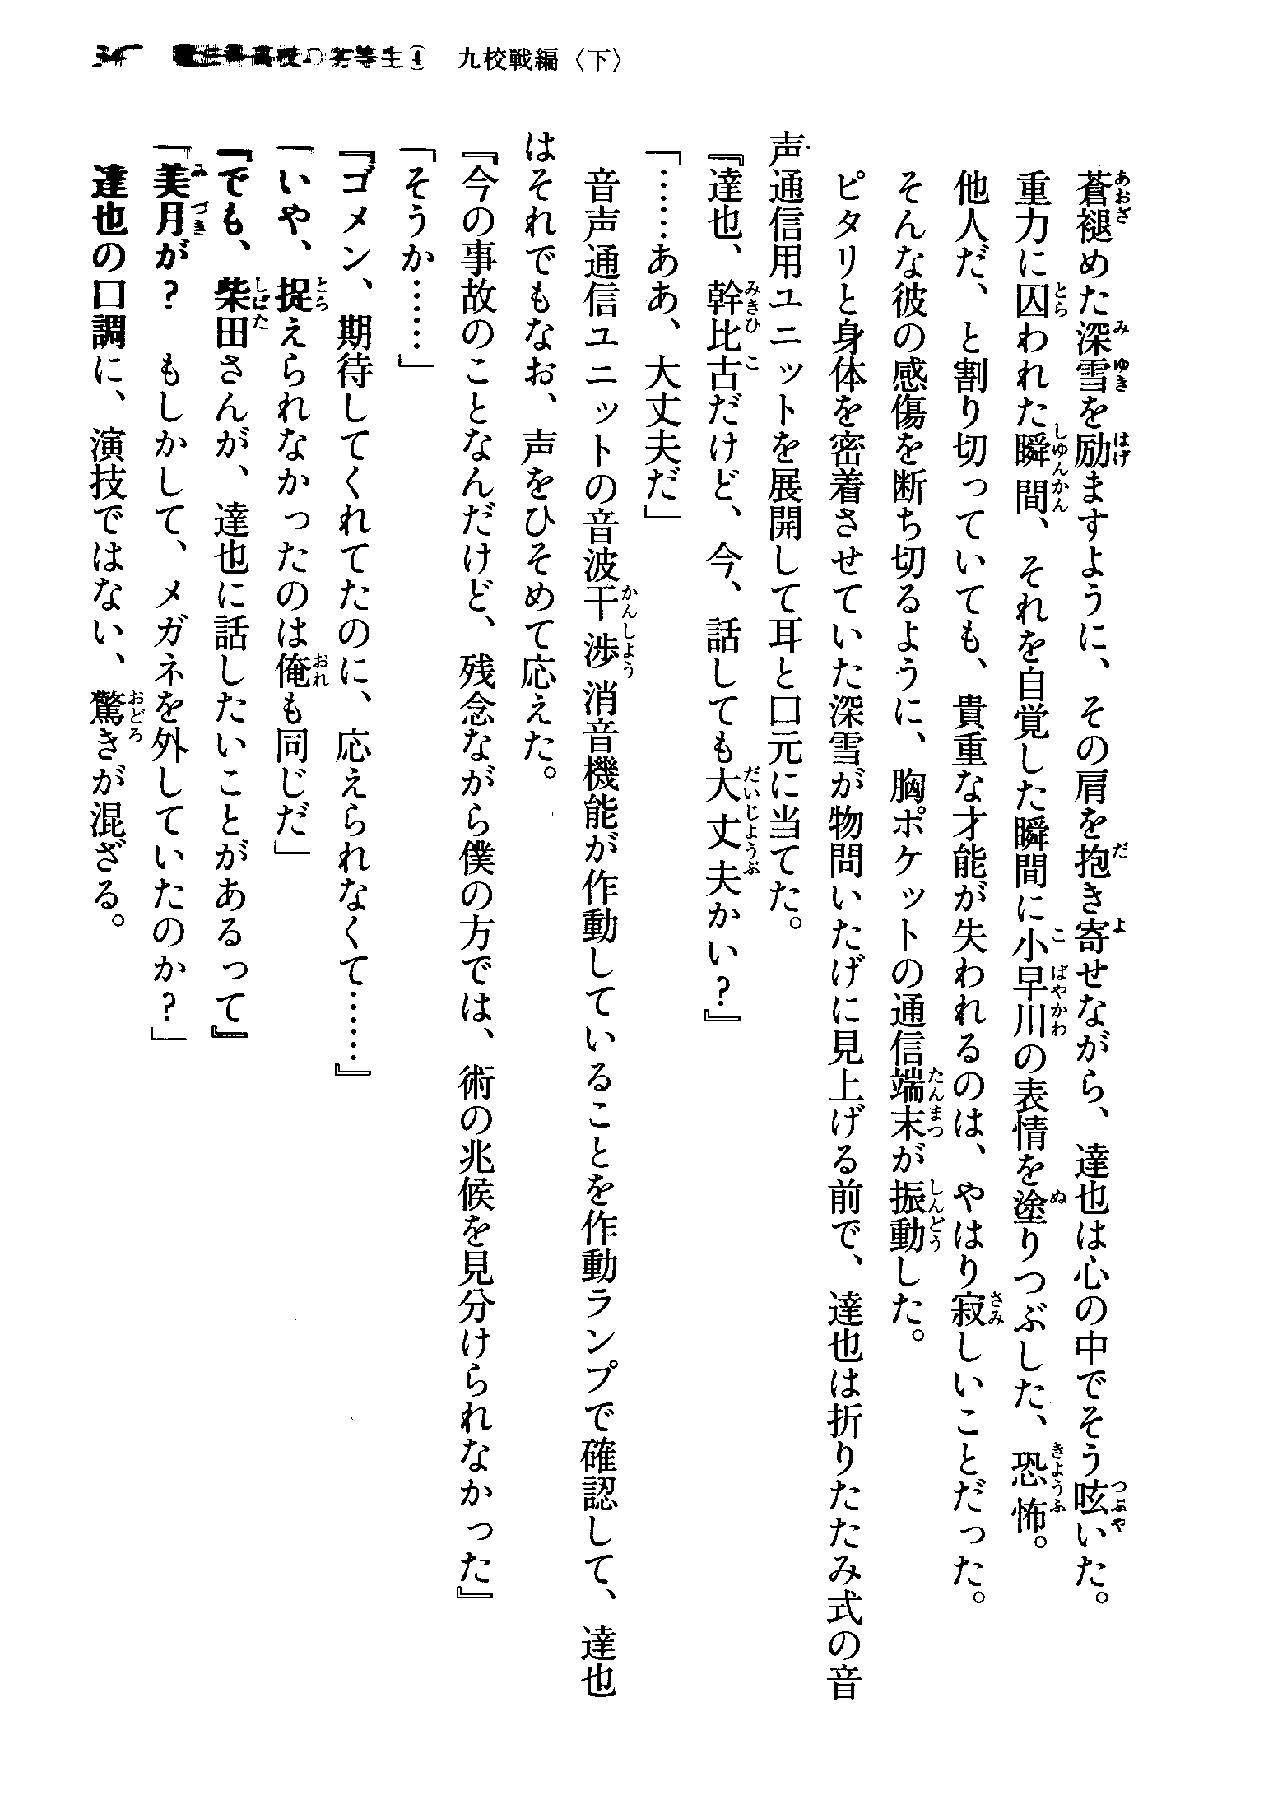 高校の劣等生④ 九校戦編〈下〉
蒼褪めた深雪を励ますように、その肩を抱き寄せながら、達也は心の中でそう呟いた。
重力に囚われた瞬間、それを自覚した瞬間に小早川の表情を塗りつぶした、恐怖。
他人だ、と割り切っていても、貴重な才能が失われるのは、やはり寂しいことだった。
そんな彼の感傷を断ち切るように、胸ポケットの通信端末が振動した。
ピタリと身体を密着させていた深雪が物問いたげに見上げる前で、達也は折りたたみ式の音
声通信用ユニットを展開して耳と口元に当てた。
『達也、幹比古だけど、今、話しても大丈夫かい？』
「……ああ、大丈夫だ」
音声通信ユニットの音波干渉消音機能が作動していることを作動ランプで確認して、達也
はそれでもなお、声をひそめて応えた。
『今の事故のことなんだけど、残念ながら僕の方では、術の兆候を見分けられなかった』
「そうか……」
『ゴメン、期待してくれてたのに、応えられなくて……』
「いや、捉えられなかったのは俺も同じだ」
『でも、柴田さんが、達也に話したいことがあるって』
「美月が？　もしかして、メガネを外していたのか？」
達也の口調に、演技ではない、驚きが混ざる。